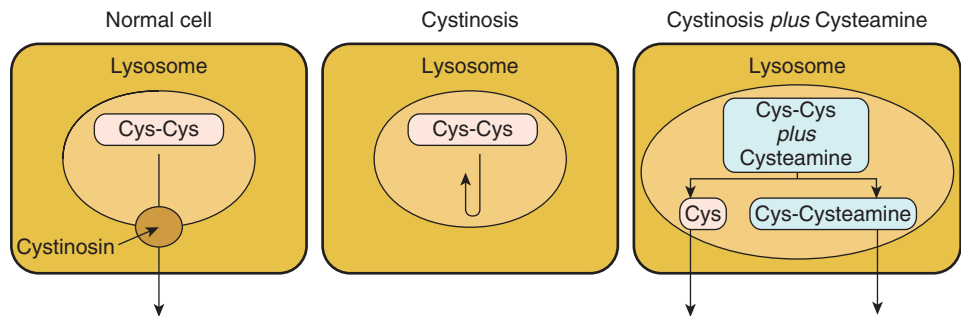 Normal cell
Lysosome
Cys-Cys
Cystinosin
Cystinosis
Lysosome
Cys-Cys
Cystinosis plus Cysteamine
Lysosome
Cys-Cys
plus
Cysteamine
Cys
Cys-Cysteamine